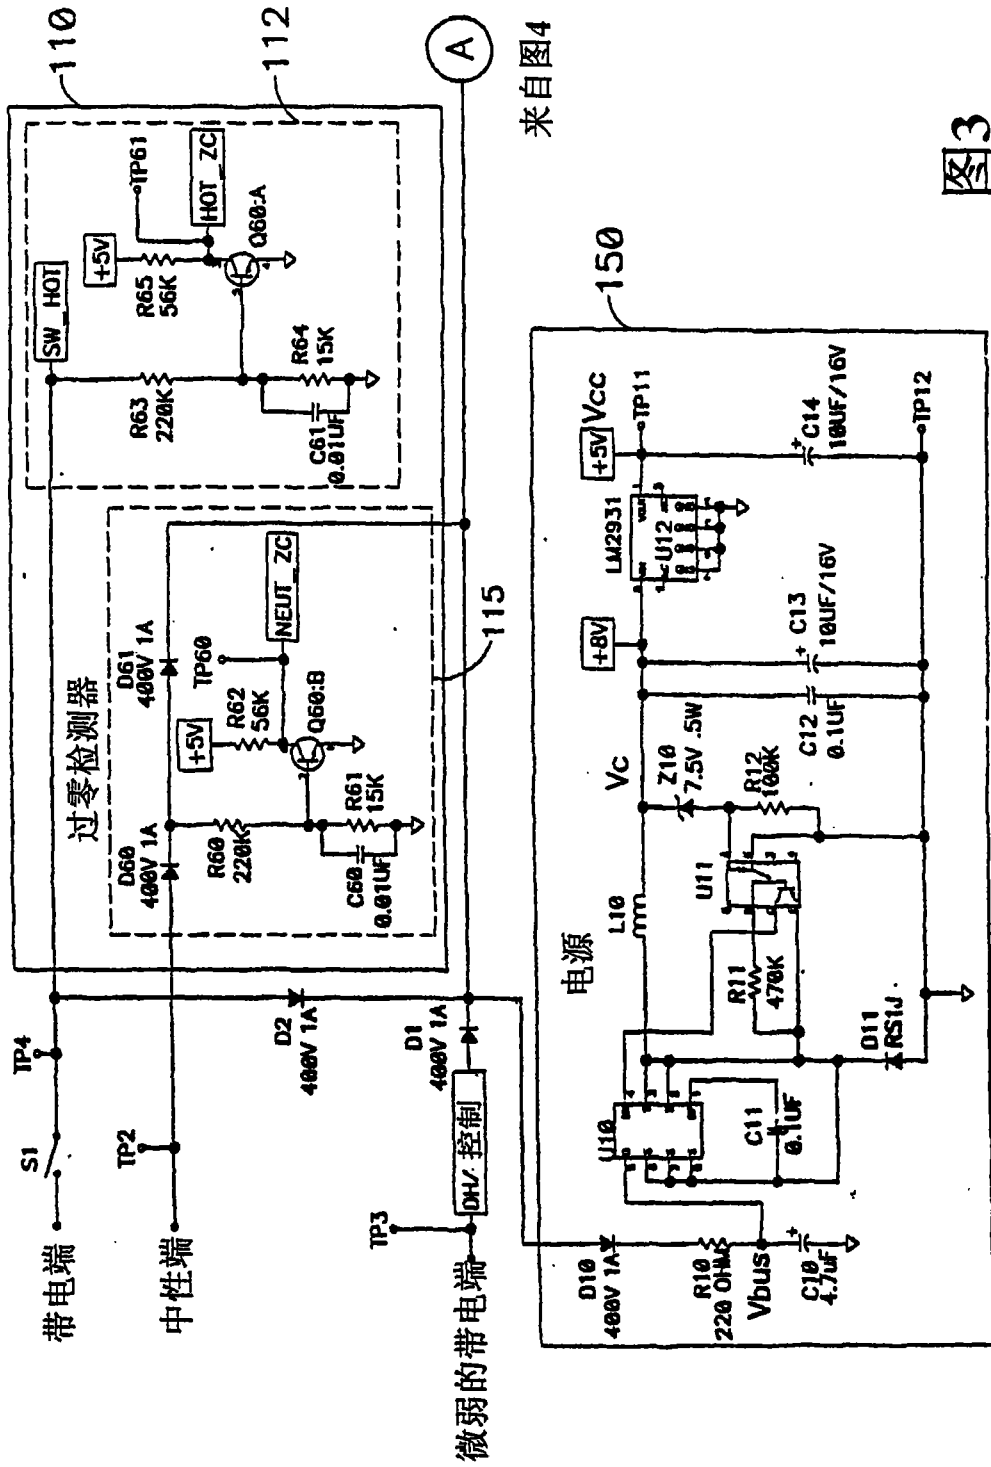 110
112
A
来自图4
图3
过零检测器
SW_HOT
+5V
R65
56K
TP61
HOT_ZC
Q60:A
R63
220K
C61
0.01UF
R64
15K
D60
400V 1A
D61
400V 1A
R60
220K
+5V
R62
56K
TP60
NEUT_ZC
Q60:B
C60
0.01UF
R61
15K
115
带电端
S1
TP4
中性端
TP2
D2
400V 1A
D1
400V 1A
微弱的带电端
TP3
DH/控制
150
电源
D10
400V 1A
R10
220 OHM
Vbus
C10
4.7uF
U10
C11
0.1UF
D11
RS1J
R11
470K
L10
U11
Vc
Z10
7.5V .5W
R12
100K
C12
0.1UF
C13
10UF/16V
+8V
LM2931
U12
+5V
Vcc
TP11
C14
10UF/16V
TP12